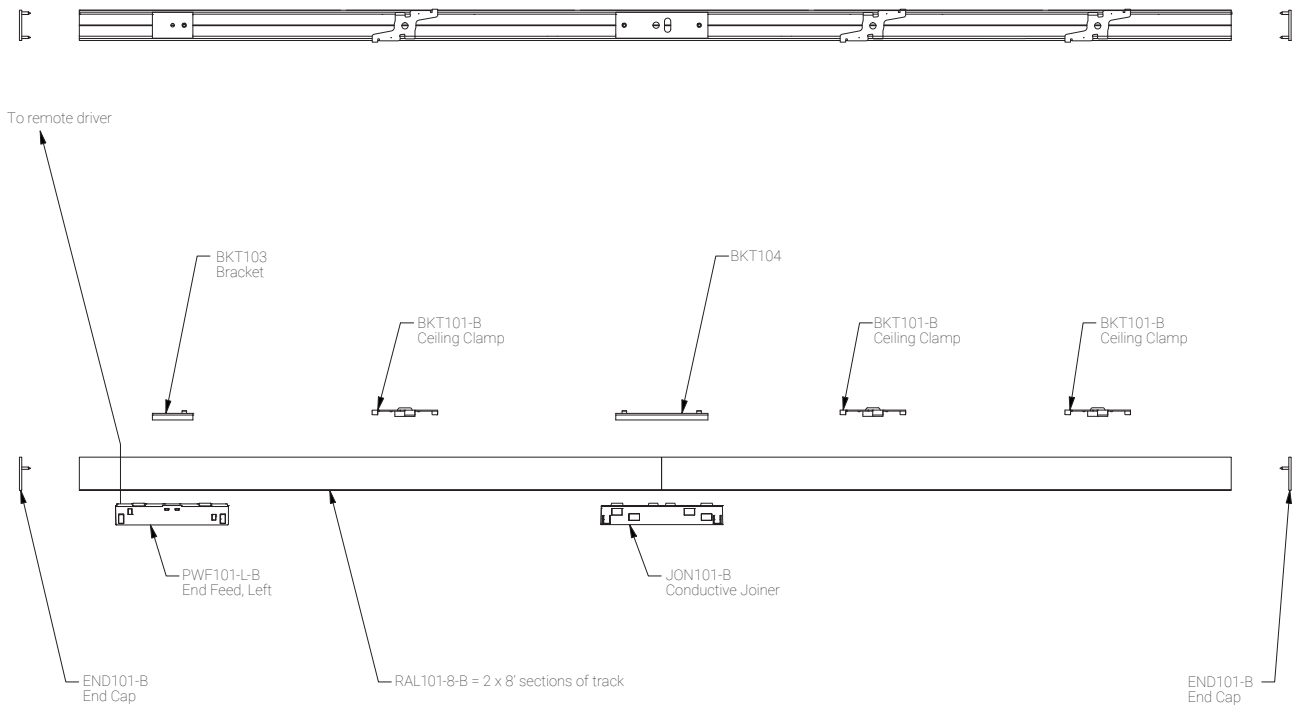 To remote driver
BKT103
Bracket
BKT104
BKT101-B
Ceiling Clamp
BKT101-B
Ceiling Clamp
BKT101-B
Ceiling Clamp
PWF101-L-B
End Feed, Left
JON101-B
Conductive Joiner
END101-B
End Cap
RAL101-8-B = 2 x 8' sections of track
END101-B
End Cap